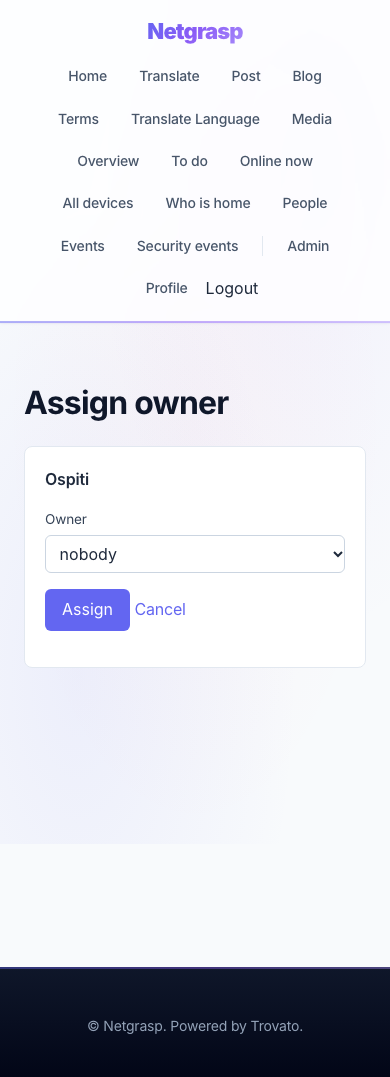 Netgrasp
Home Translate Post Blog
Terms Translate Language Media
Overview To do Online now
All devices Who is home People
Events Security events Admin
Profile Logout
Assign owner
Ospiti
Owner
nobody
Assign Cancel
© Netgrasp. Powered by Trovato.